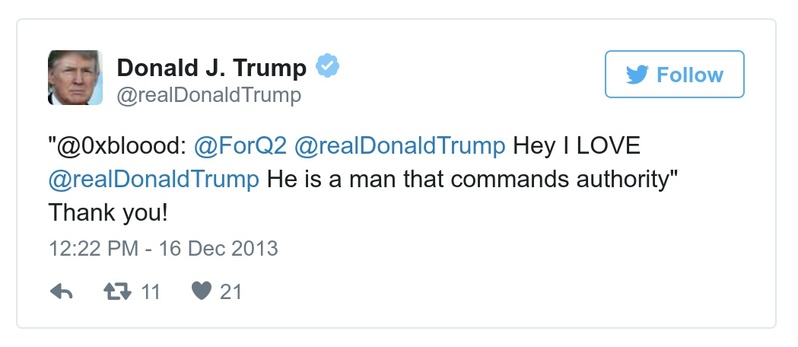 Donald J. Trump
@realDonaldTrump
Follow
"@0xbloood: @ForQ2 @realDonaldTrump Hey I LOVE
@realDonaldTrump He is a man that commands authority"
Thank you!
12:22 PM - 16 Dec 2013
11 21